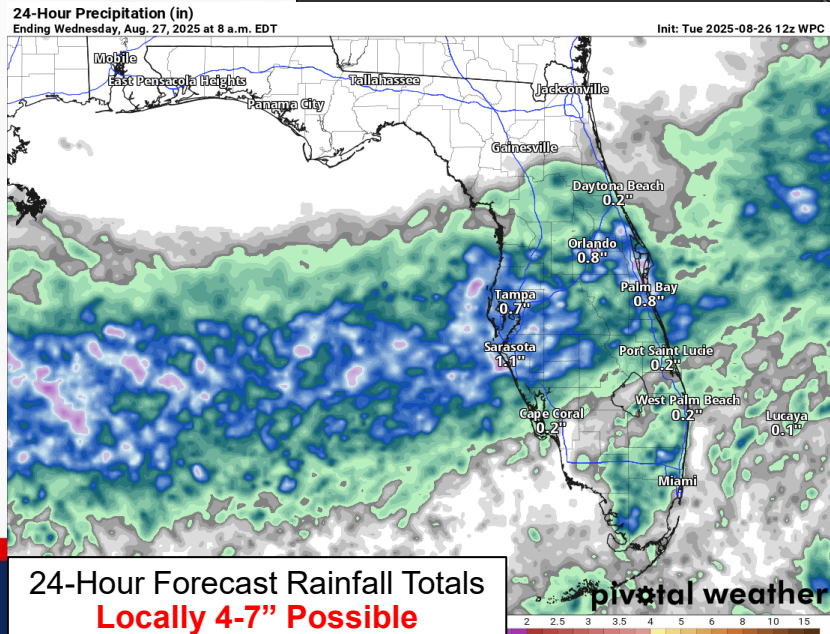 24-Hour Precipitation (in)
Ending Wednesday, Aug. 27, 2025 at 8 a.m. EDT
Init: Tue 2025-08-26 12z WPC
Mobile
East Pensacola Heights
Tallahassee
Jacksonville
Panama City
Gainesville
Daytona Beach
0.2"
Orlando
0.8"
Tampa
0.7"
Palm Bay
0.8"
Sarasota
1.1"
Port Saint Lucie
0.2"
West Palm Beach
0.2"
Cape Coral
0.2"
Lucaya
0.1"
Miami
24-Hour Forecast Rainfall Totals
Locally 4-7” Possible
pivotal weather
2 2.5 3 3.5 4 5 6 8 10 15